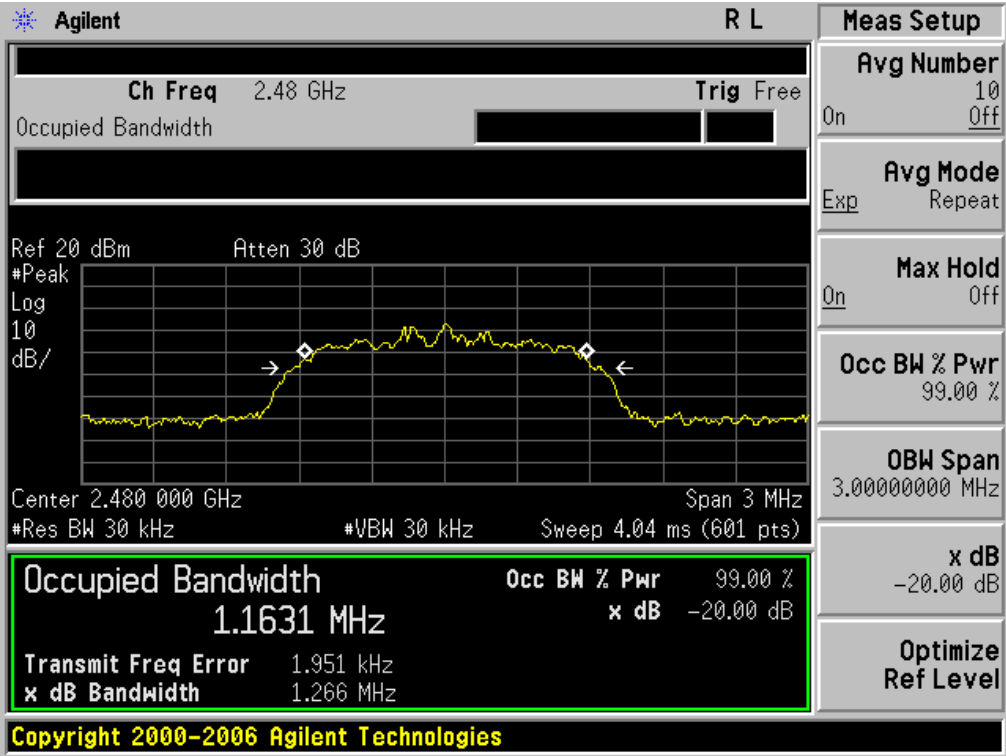 Agilent R L
Ch Freq 2.48 GHz Trig Free
Occupied Bandwidth
Ref 20 dBm Atten 30 dB
#Peak
Log
10
dB/
Center 2.480 000 GHz Span 3 MHz
#Res BW 30 kHz #VBW 30 kHz Sweep 4.04 ms (601 pts)
Occupied Bandwidth Occ BW % Pwr 99.00 %
1.1631 MHz x dB -20.00 dB
Transmit Freq Error 1.951 kHz
x dB Bandwidth 1.266 MHz
Copyright 2000-2006 Agilent Technologies
Meas Setup
Avg Number
10
On Off
Avg Mode
Exp Repeat
Max Hold
On Off
Occ BW % Pwr
99.00 %
OBW Span
3.00000000 MHz
x dB
-20.00 dB
Optimize
Ref Level